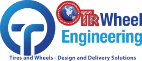 OTR Wheel
Engineering
Tires and Wheels - Design and Delivery Solutions